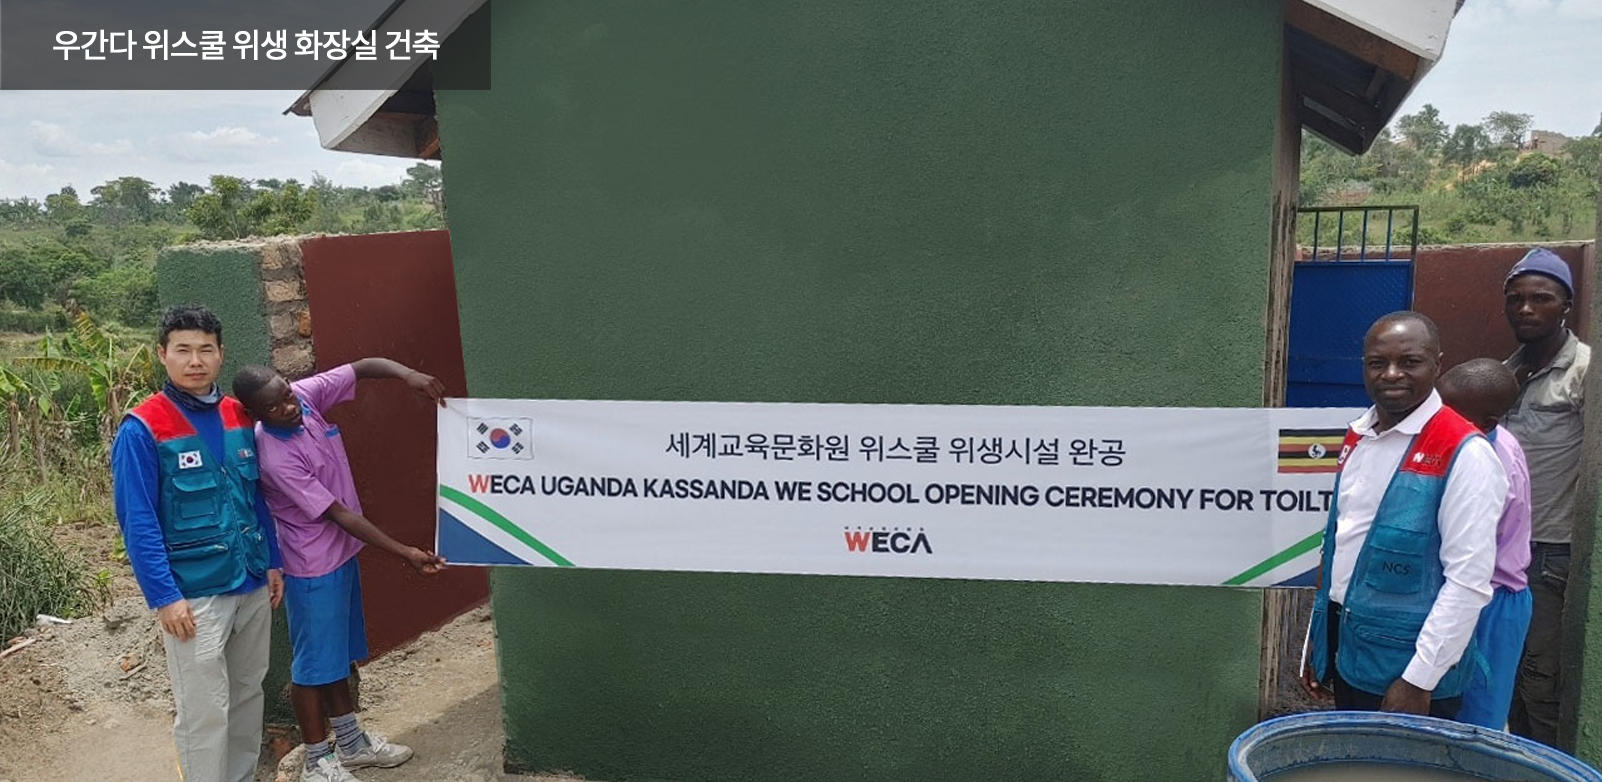 우간다 위스쿨 위생 화장실 건축
세계교육문화원 위스쿨 위생시설 완공
WECA UGANDA KASSANDA WE SCHOOL OPENING CEREMONY FOR TOILT
WECA
NCS